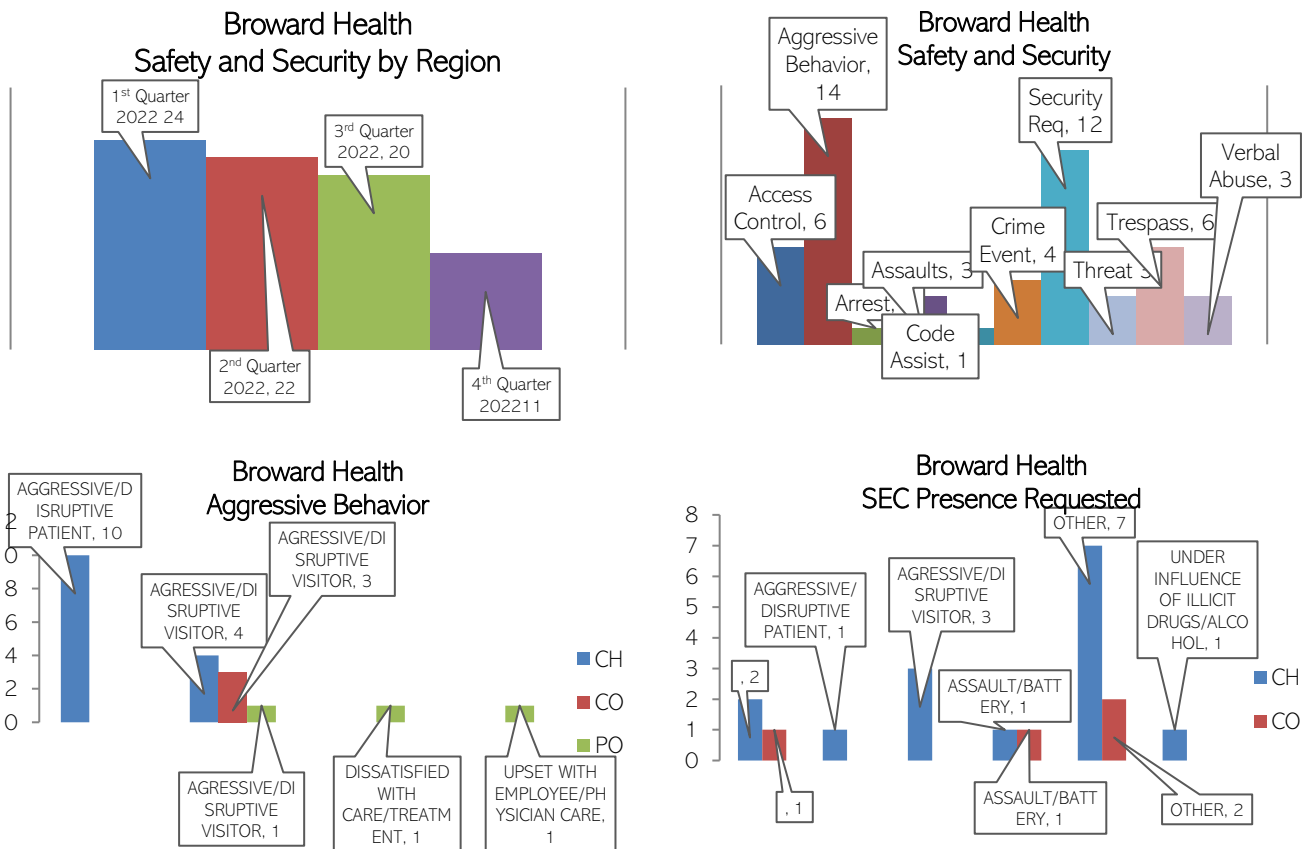 Broward Health
Safety and Security by Region
1st Quarter
2022 24
2nd Quarter
2022, 22
3rd Quarter
2022, 20
4th Quarter
202211
Broward Health
Safety and Security
Access
Control, 6
Aggressive
Behavior,
14
Arrest,
Assaults, 3
Code
Assist, 1
Crime
Event, 4
Security
Req, 12
Threat
Trespass, 6
Verbal
Abuse, 3
Broward Health
Aggressive Behavior
2
0
8
6
4
2
0
AGGRESSIVE/D
ISRUPTIVE
PATIENT, 10
AGRESSIVE/DI
SRUPTIVE
VISITOR, 4
AGRESSIVE/DI
SRUPTIVE
VISITOR, 3
AGRESSIVE/DI
SRUPTIVE
VISITOR, 1
DISSATISFIED
WITH
CARE/TREATM
ENT, 1
UPSET WITH
EMPLOYEE/PH
YSICIAN CARE,
1
CH
CO
PO
Broward Health
SEC Presence Requested
8
7
6
5
4
3
2
1
0
, 2
, 1
AGGRESSIVE/
DISRUPTIVE
PATIENT, 1
AGRESSIVE/DI
SRUPTIVE
VISITOR, 3
ASSAULT/BATT
ERY, 1
ASSAULT/BATT
ERY, 1
OTHER, 7
OTHER, 2
UNDER
INFLUENCE
OF ILLICIT
DRUGS/ALCO
HOL, 1
CH
CO